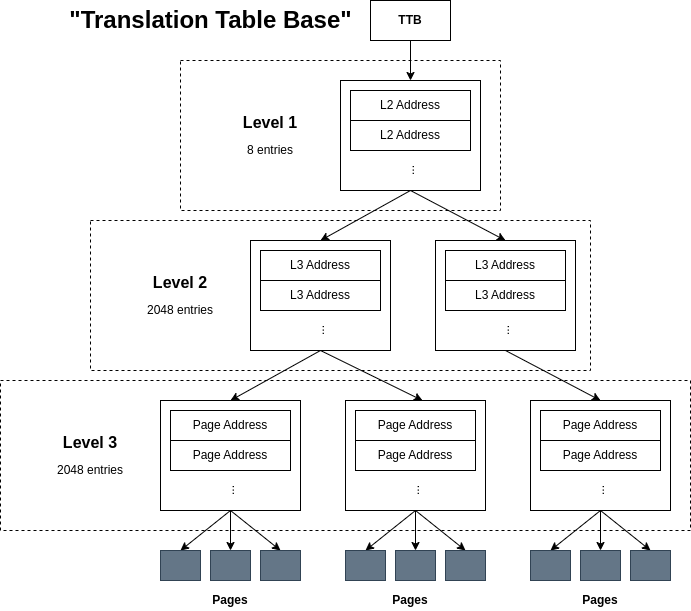 "Translation Table Base"
TTB
Level 1
8 entries
L2 Address
L2 Address
⋮
Level 2
2048 entries
L3 Address
L3 Address
⋮
L3 Address
L3 Address
⋮
Level 3
2048 entries
Page Address
Page Address
⋮
Page Address
Page Address
⋮
Page Address
Page Address
⋮
Pages
Pages
Pages